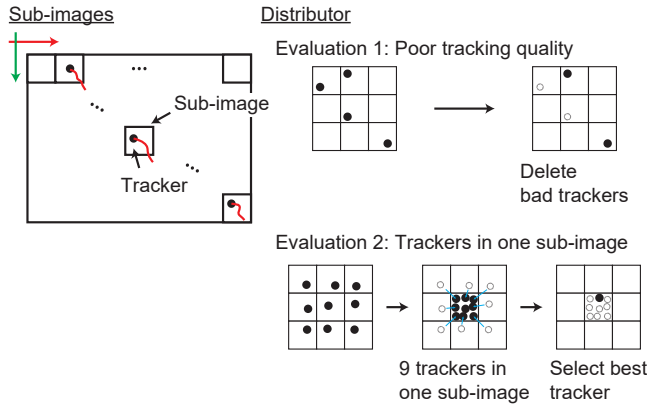 Sub-images
Distributor
Evaluation 1: Poor tracking quality
Sub-image
Tracker
Delete
bad trackers
Evaluation 2: Trackers in one sub-image
9 trackers in
one sub-image
Select best
tracker